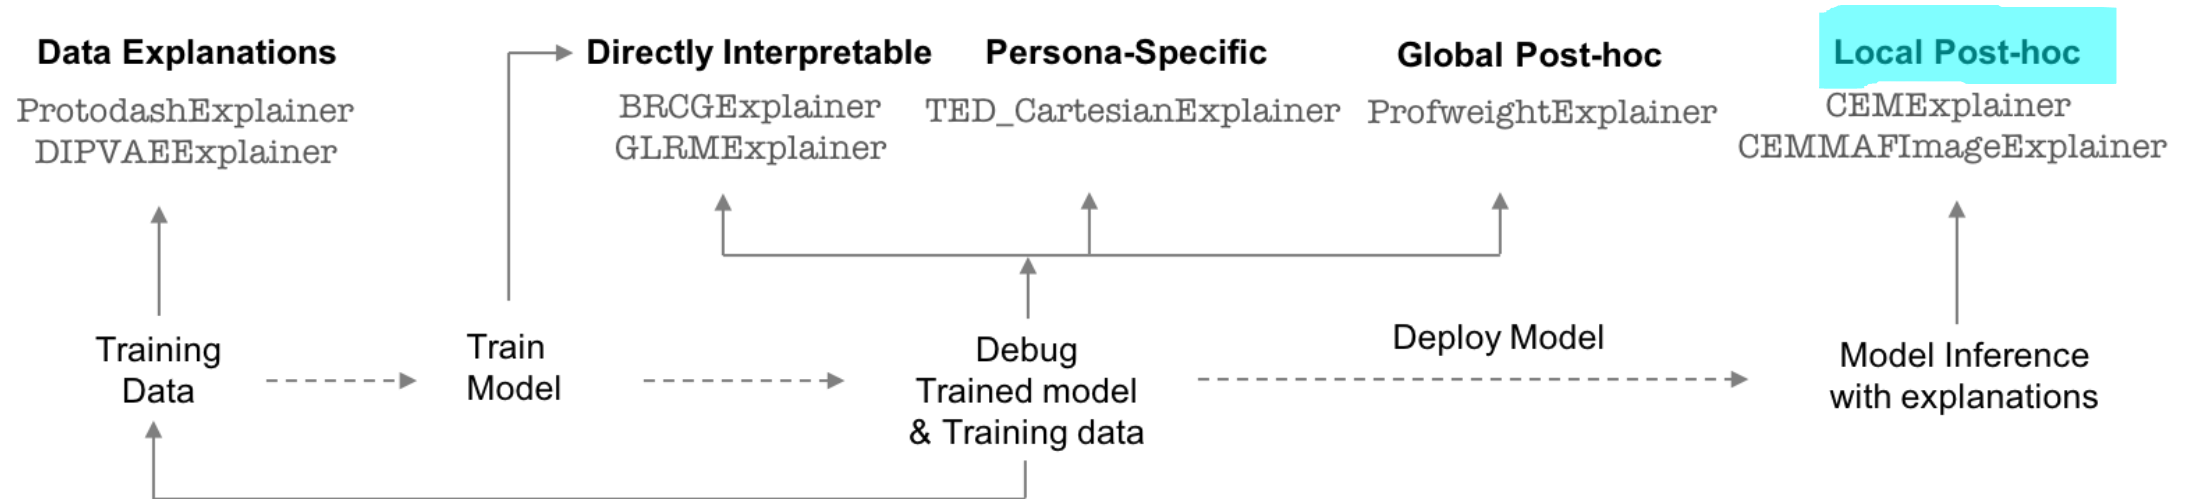 Data Explanations
ProtodashExplainer
DIPVAEExplainer
Directly Interpretable
BRCGExplainer
GLRMExplainer
Persona-Specific
TED_CartesianExplainer
Global Post-hoc
ProfweightExplainer
Local Post-hoc
CEMExplainer
CEMMAFImageExplainer
Training
Data
Train
Model
Debug
Trained model
& Training data
Deploy Model
Model Inference
with explanations